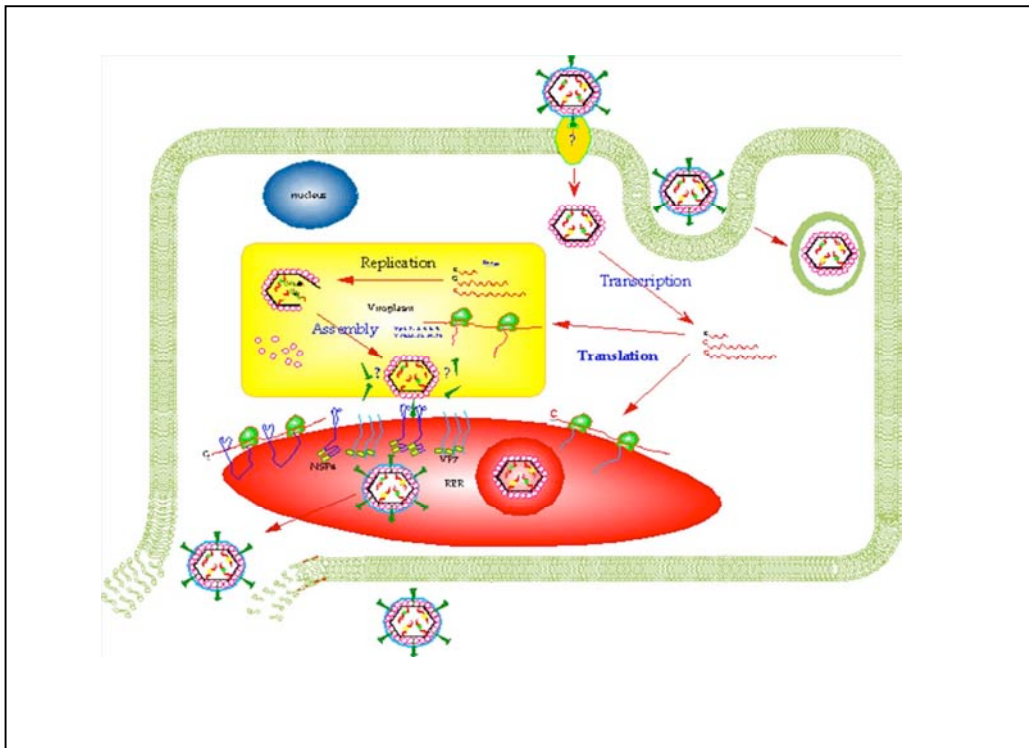 ?
nucleus
Replication
Transcription
Viroplasm
Assembly
Translation
? ?
C
C
NSP4
VP7
RER